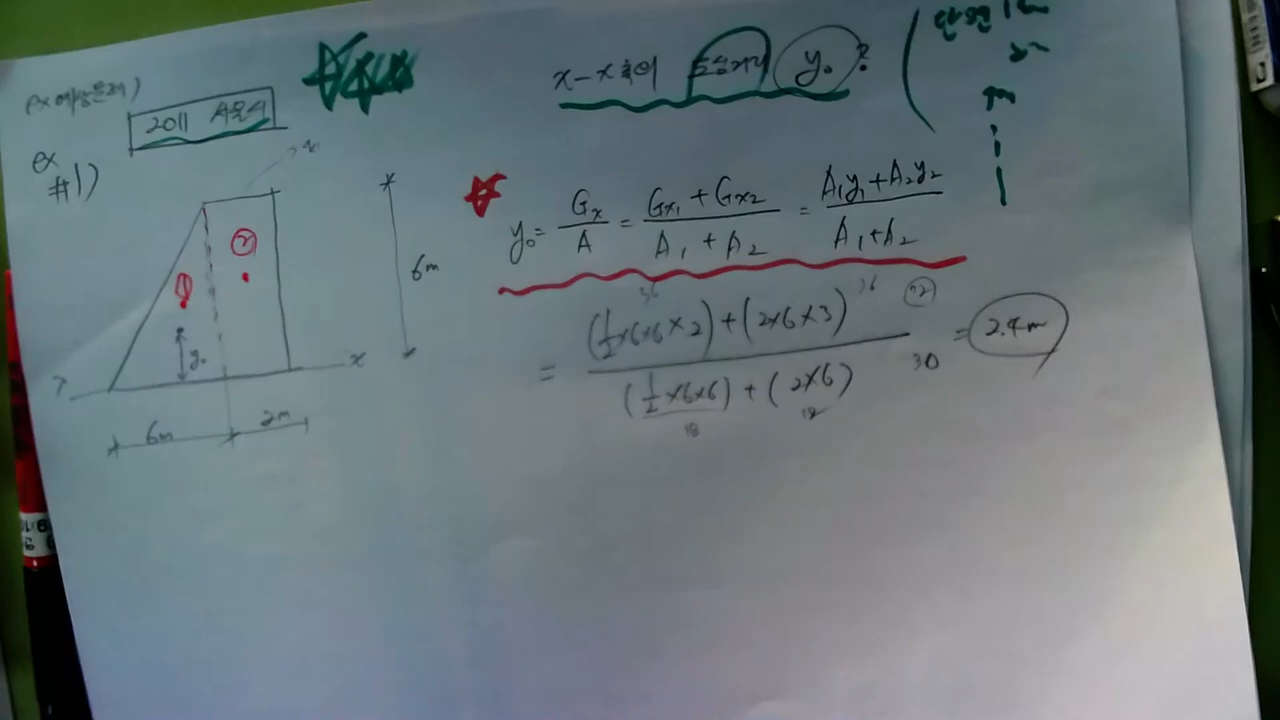 ex 예상문제)
2011 서울시
x-x축의 도심거리 y₀?
단면 1차
ex
#1)
y₀ = Gx/A = (Gx₁ + Gx₂)/(A₁ + A₂) = (A₁y₁ + A₂y₂)/(A₁ + A₂)
① ②
6m
y₀
x
6m 2m
= ((1/2×6×6×2) + (2×6×3))/((1/2×6×6) + (2×6)) = 2.4m
36 36 72
30
18 12